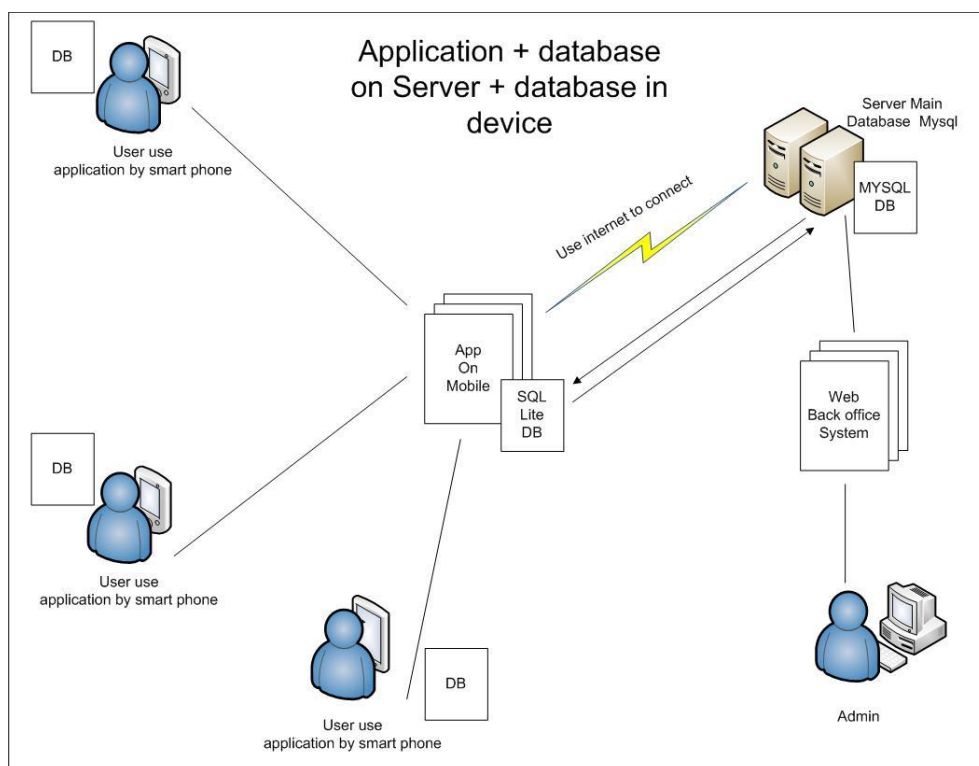 Application + database
on Server + database in
device
DB
User use
application by smart phone
Server Main
Database Mysql
MYSQL
DB
Use internet to connect
App
On
Mobile
SQL
Lite
DB
Web
Back office
System
DB
User use
application by smart phone
DB
User use
application by smart phone
Admin